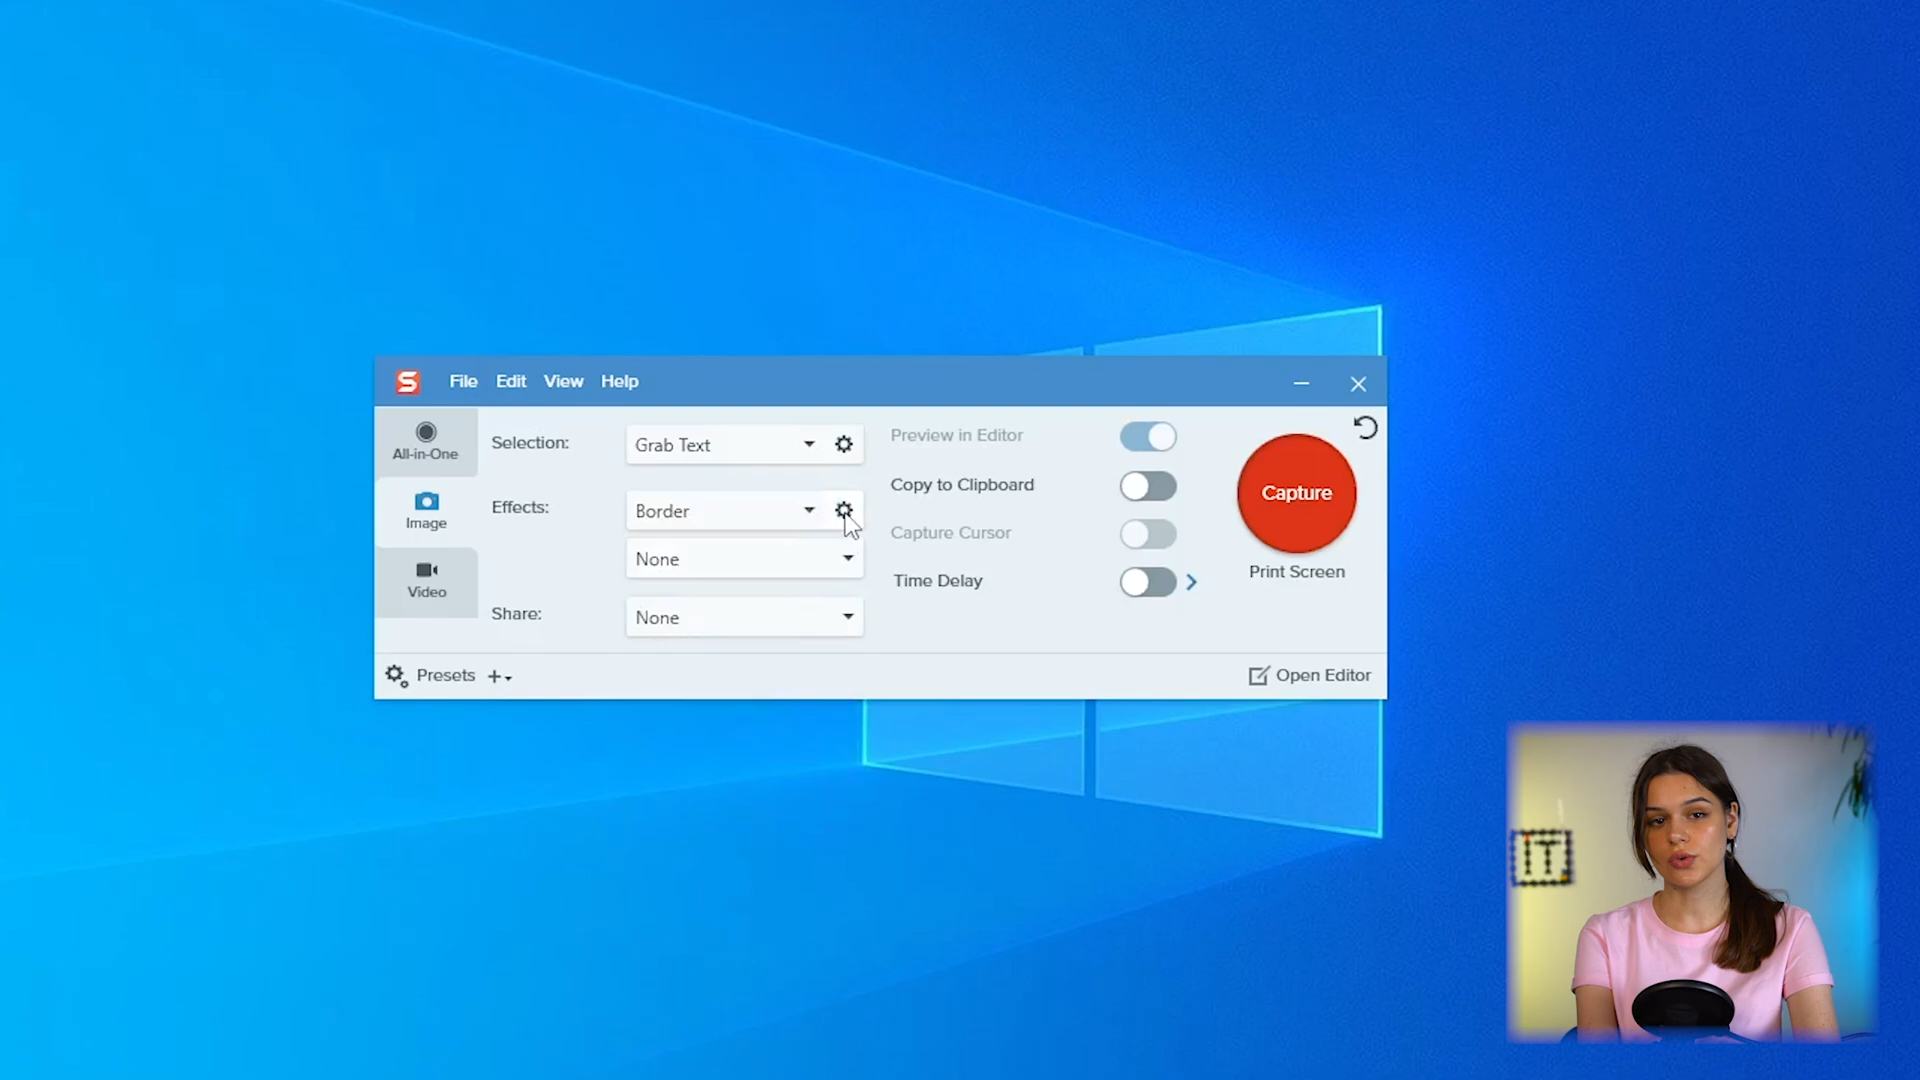 S
File Edit View Help
All-in-One
Image
Video
Selection:
Grab Text
Effects:
Border
None
Share:
None
Preview in Editor
Copy to Clipboard
Capture Cursor
Time Delay
Capture
Print Screen
Presets
Open Editor
IT